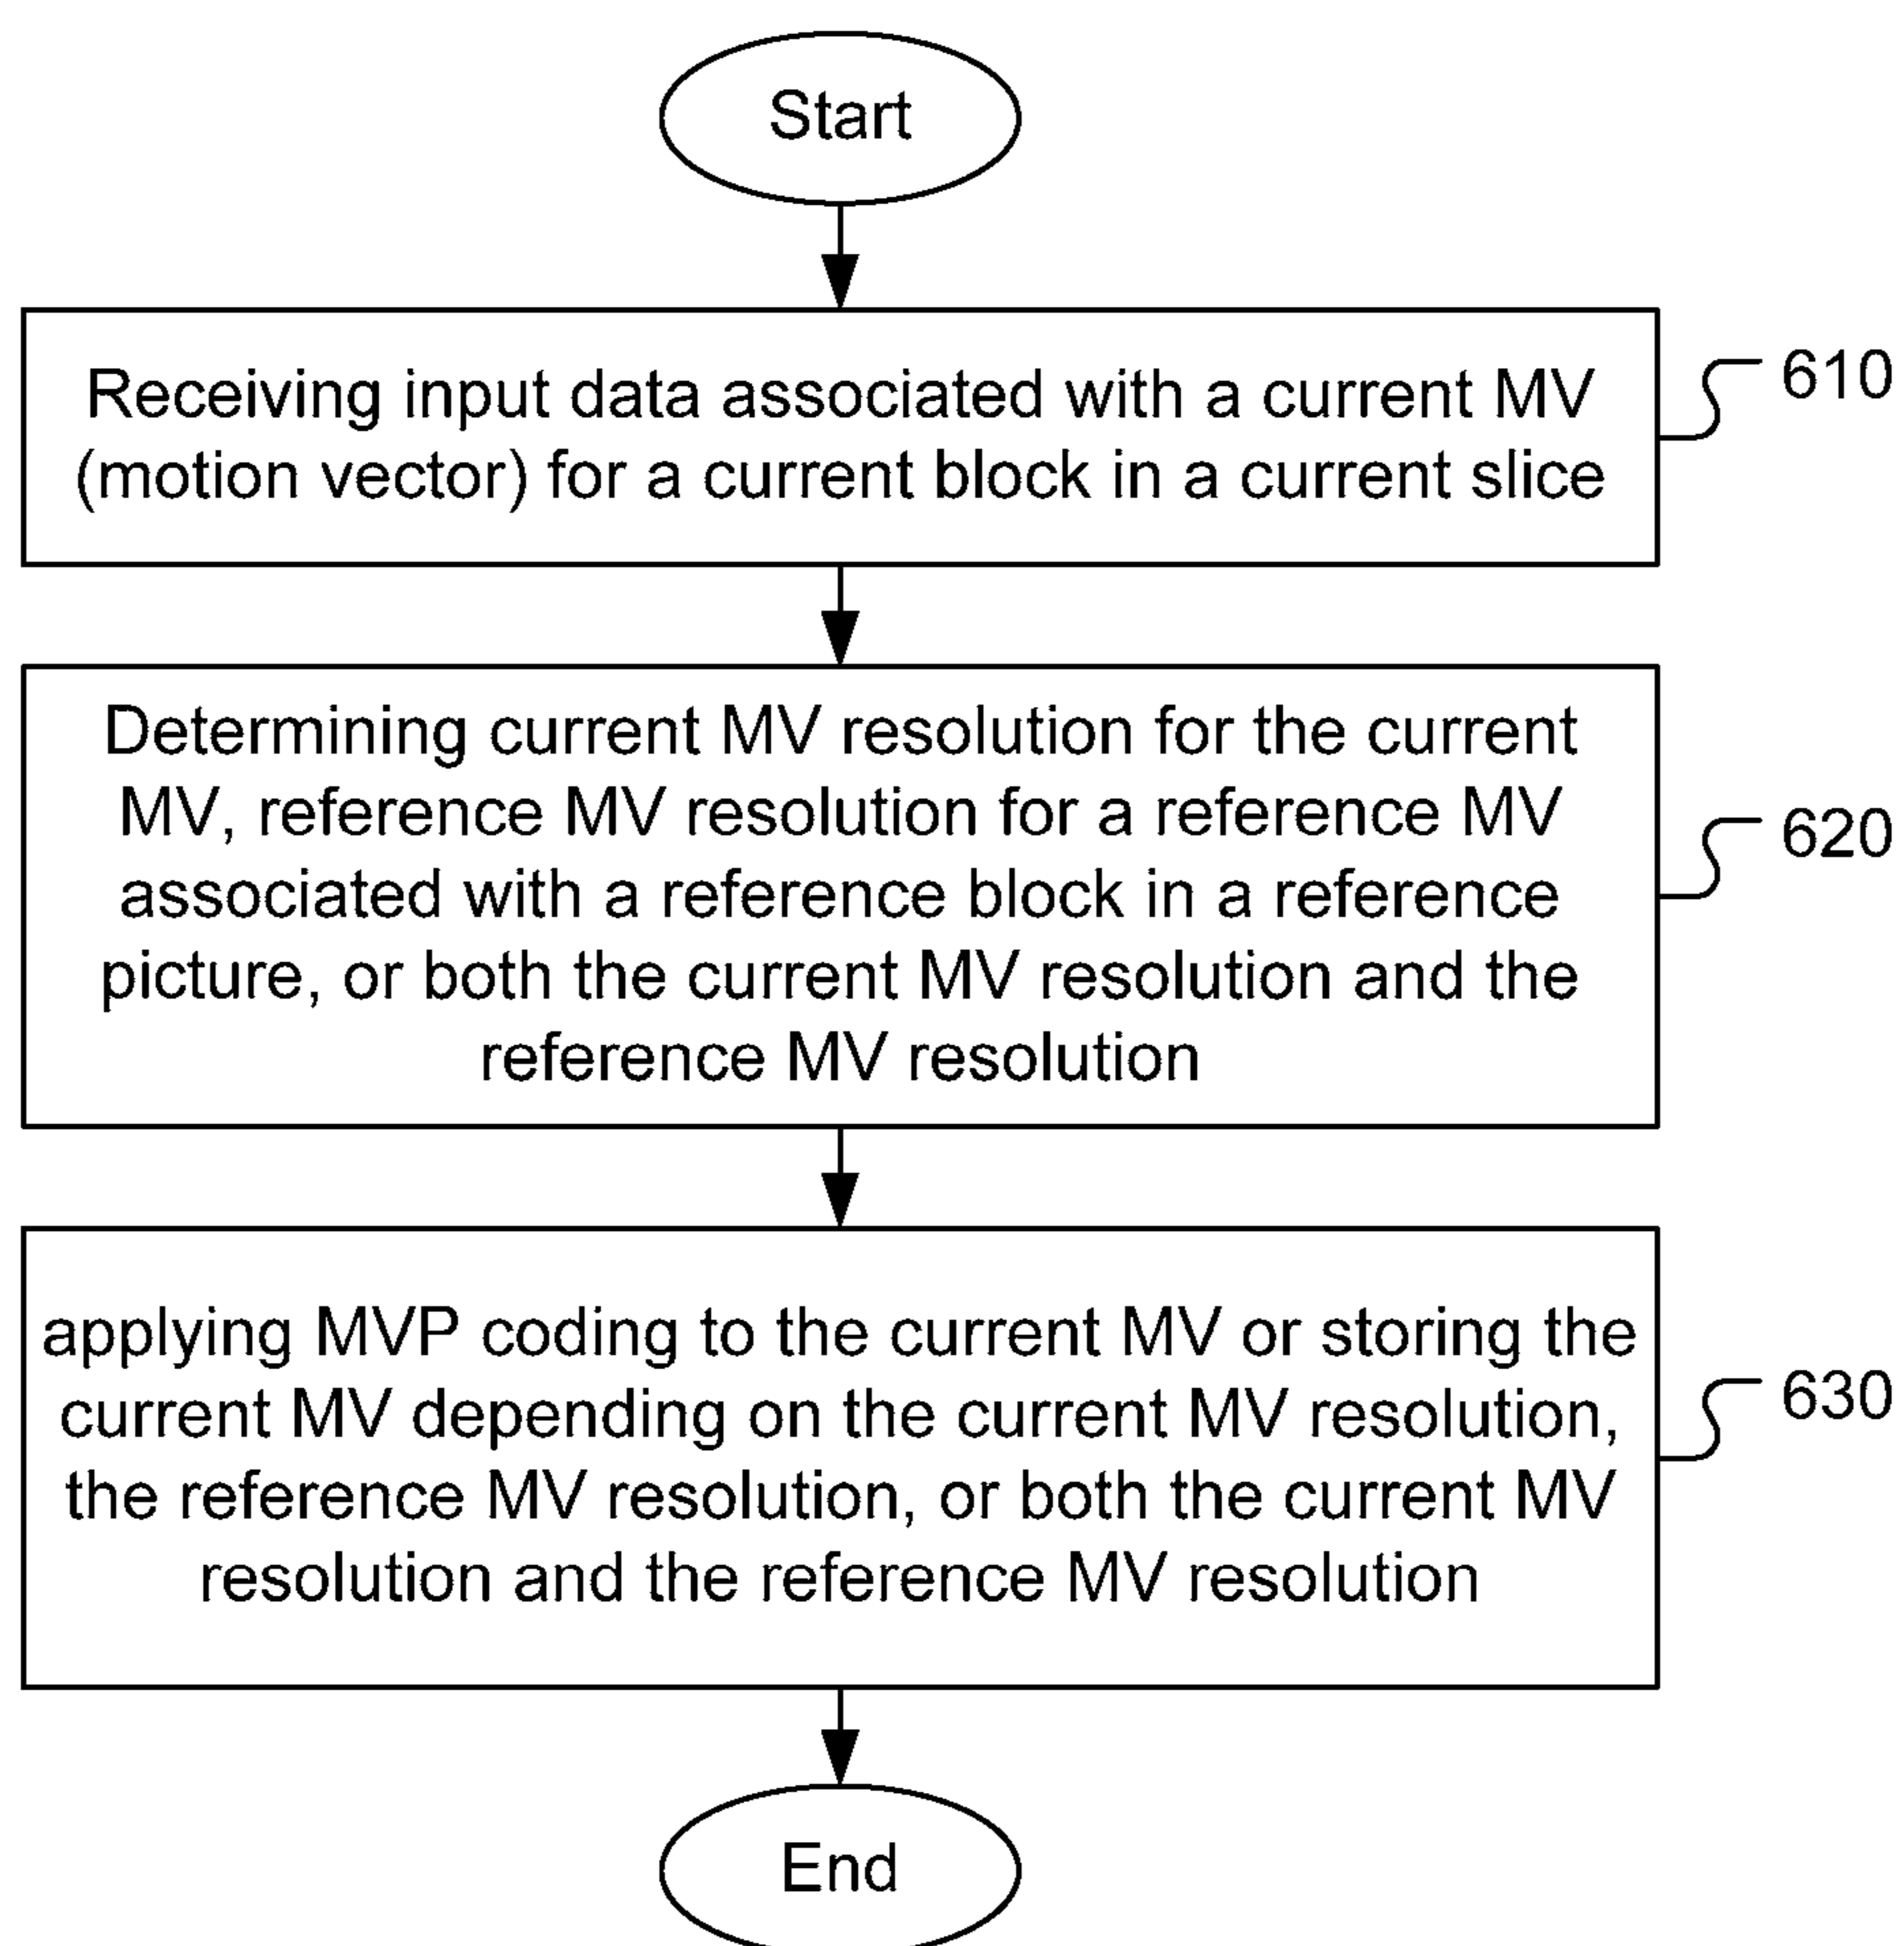 Start
Receiving input data associated with a current MV
(motion vector) for a current block in a current slice
610
Determining current MV resolution for the current
MV, reference MV resolution for a reference MV
associated with a reference block in a reference
picture, or both the current MV resolution and the
reference MV resolution
620
applying MVP coding to the current MV or storing the
current MV depending on the current MV resolution,
the reference MV resolution, or both the current MV
resolution and the reference MV resolution
630
End